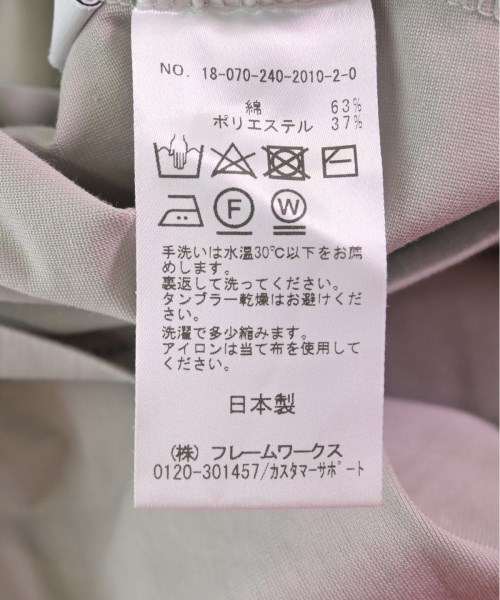 NO. 18-070-240-2010-2-0
綿 63%
ポリエステル 37%
F W
手洗いは水温30℃以下をお薦
めします。
裏返して洗ってください。
タンブラー乾燥はお避けくだ
さい。
洗濯で多少縮みます。
アイロンは当て布を使用して
ください。
日本製
(株) フレームワークス
0120-301457/カスタマーサポート